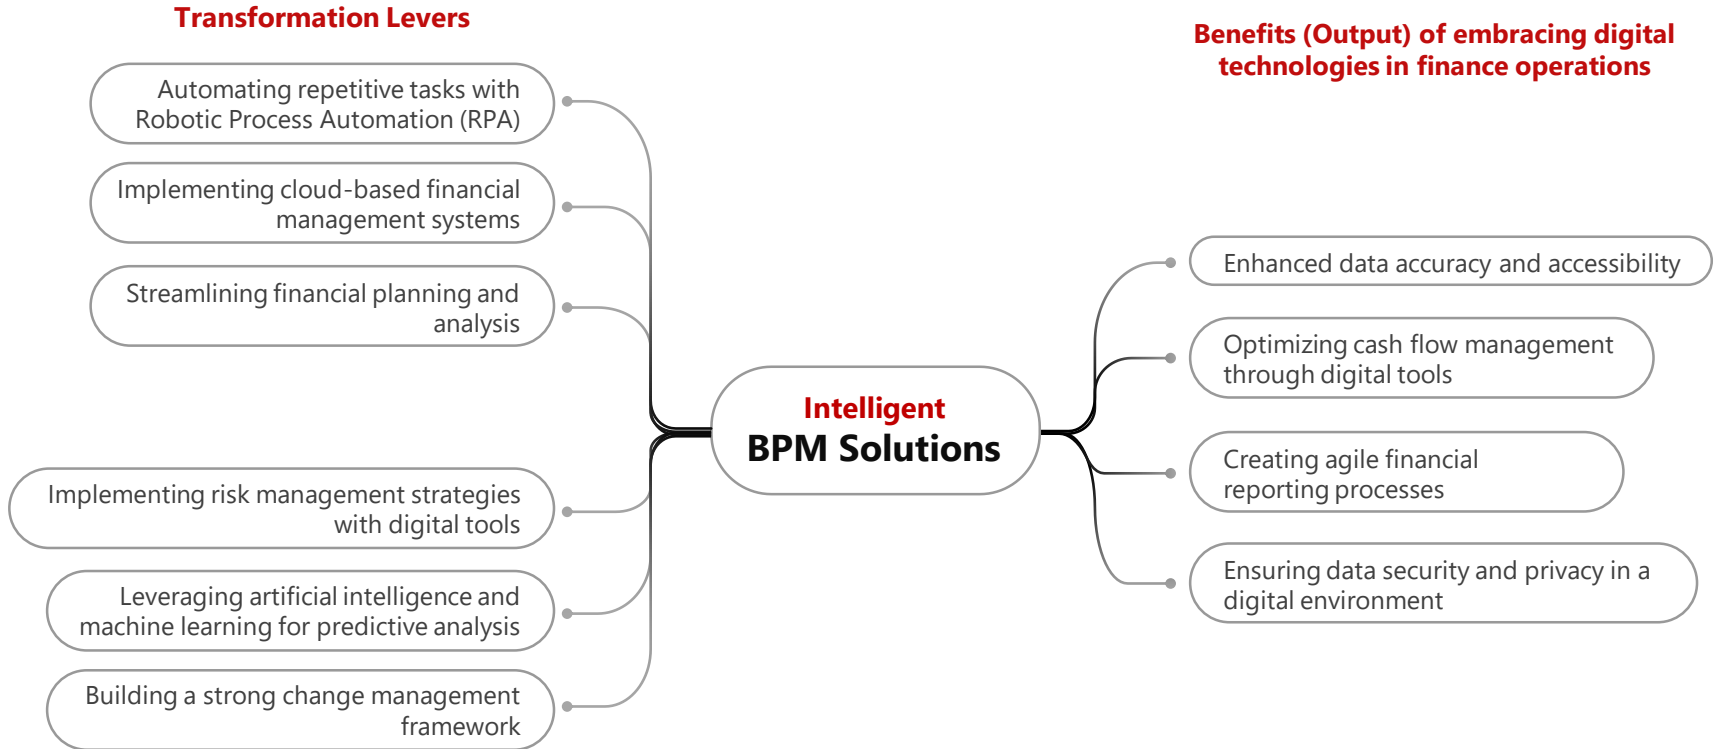 Transformation Levers
Automating repetitive tasks with
Robotic Process Automation (RPA)
Implementing cloud-based financial
management systems
Streamlining financial planning and
analysis
Implementing risk management strategies
with digital tools
Leveraging artificial intelligence and
machine learning for predictive analysis
Building a strong change management
framework
Intelligent
BPM Solutions
Benefits (Output) of embracing digital
technologies in finance operations
Enhanced data accuracy and accessibility
Optimizing cash flow management
through digital tools
Creating agile financial
reporting processes
Ensuring data security and privacy in a
digital environment